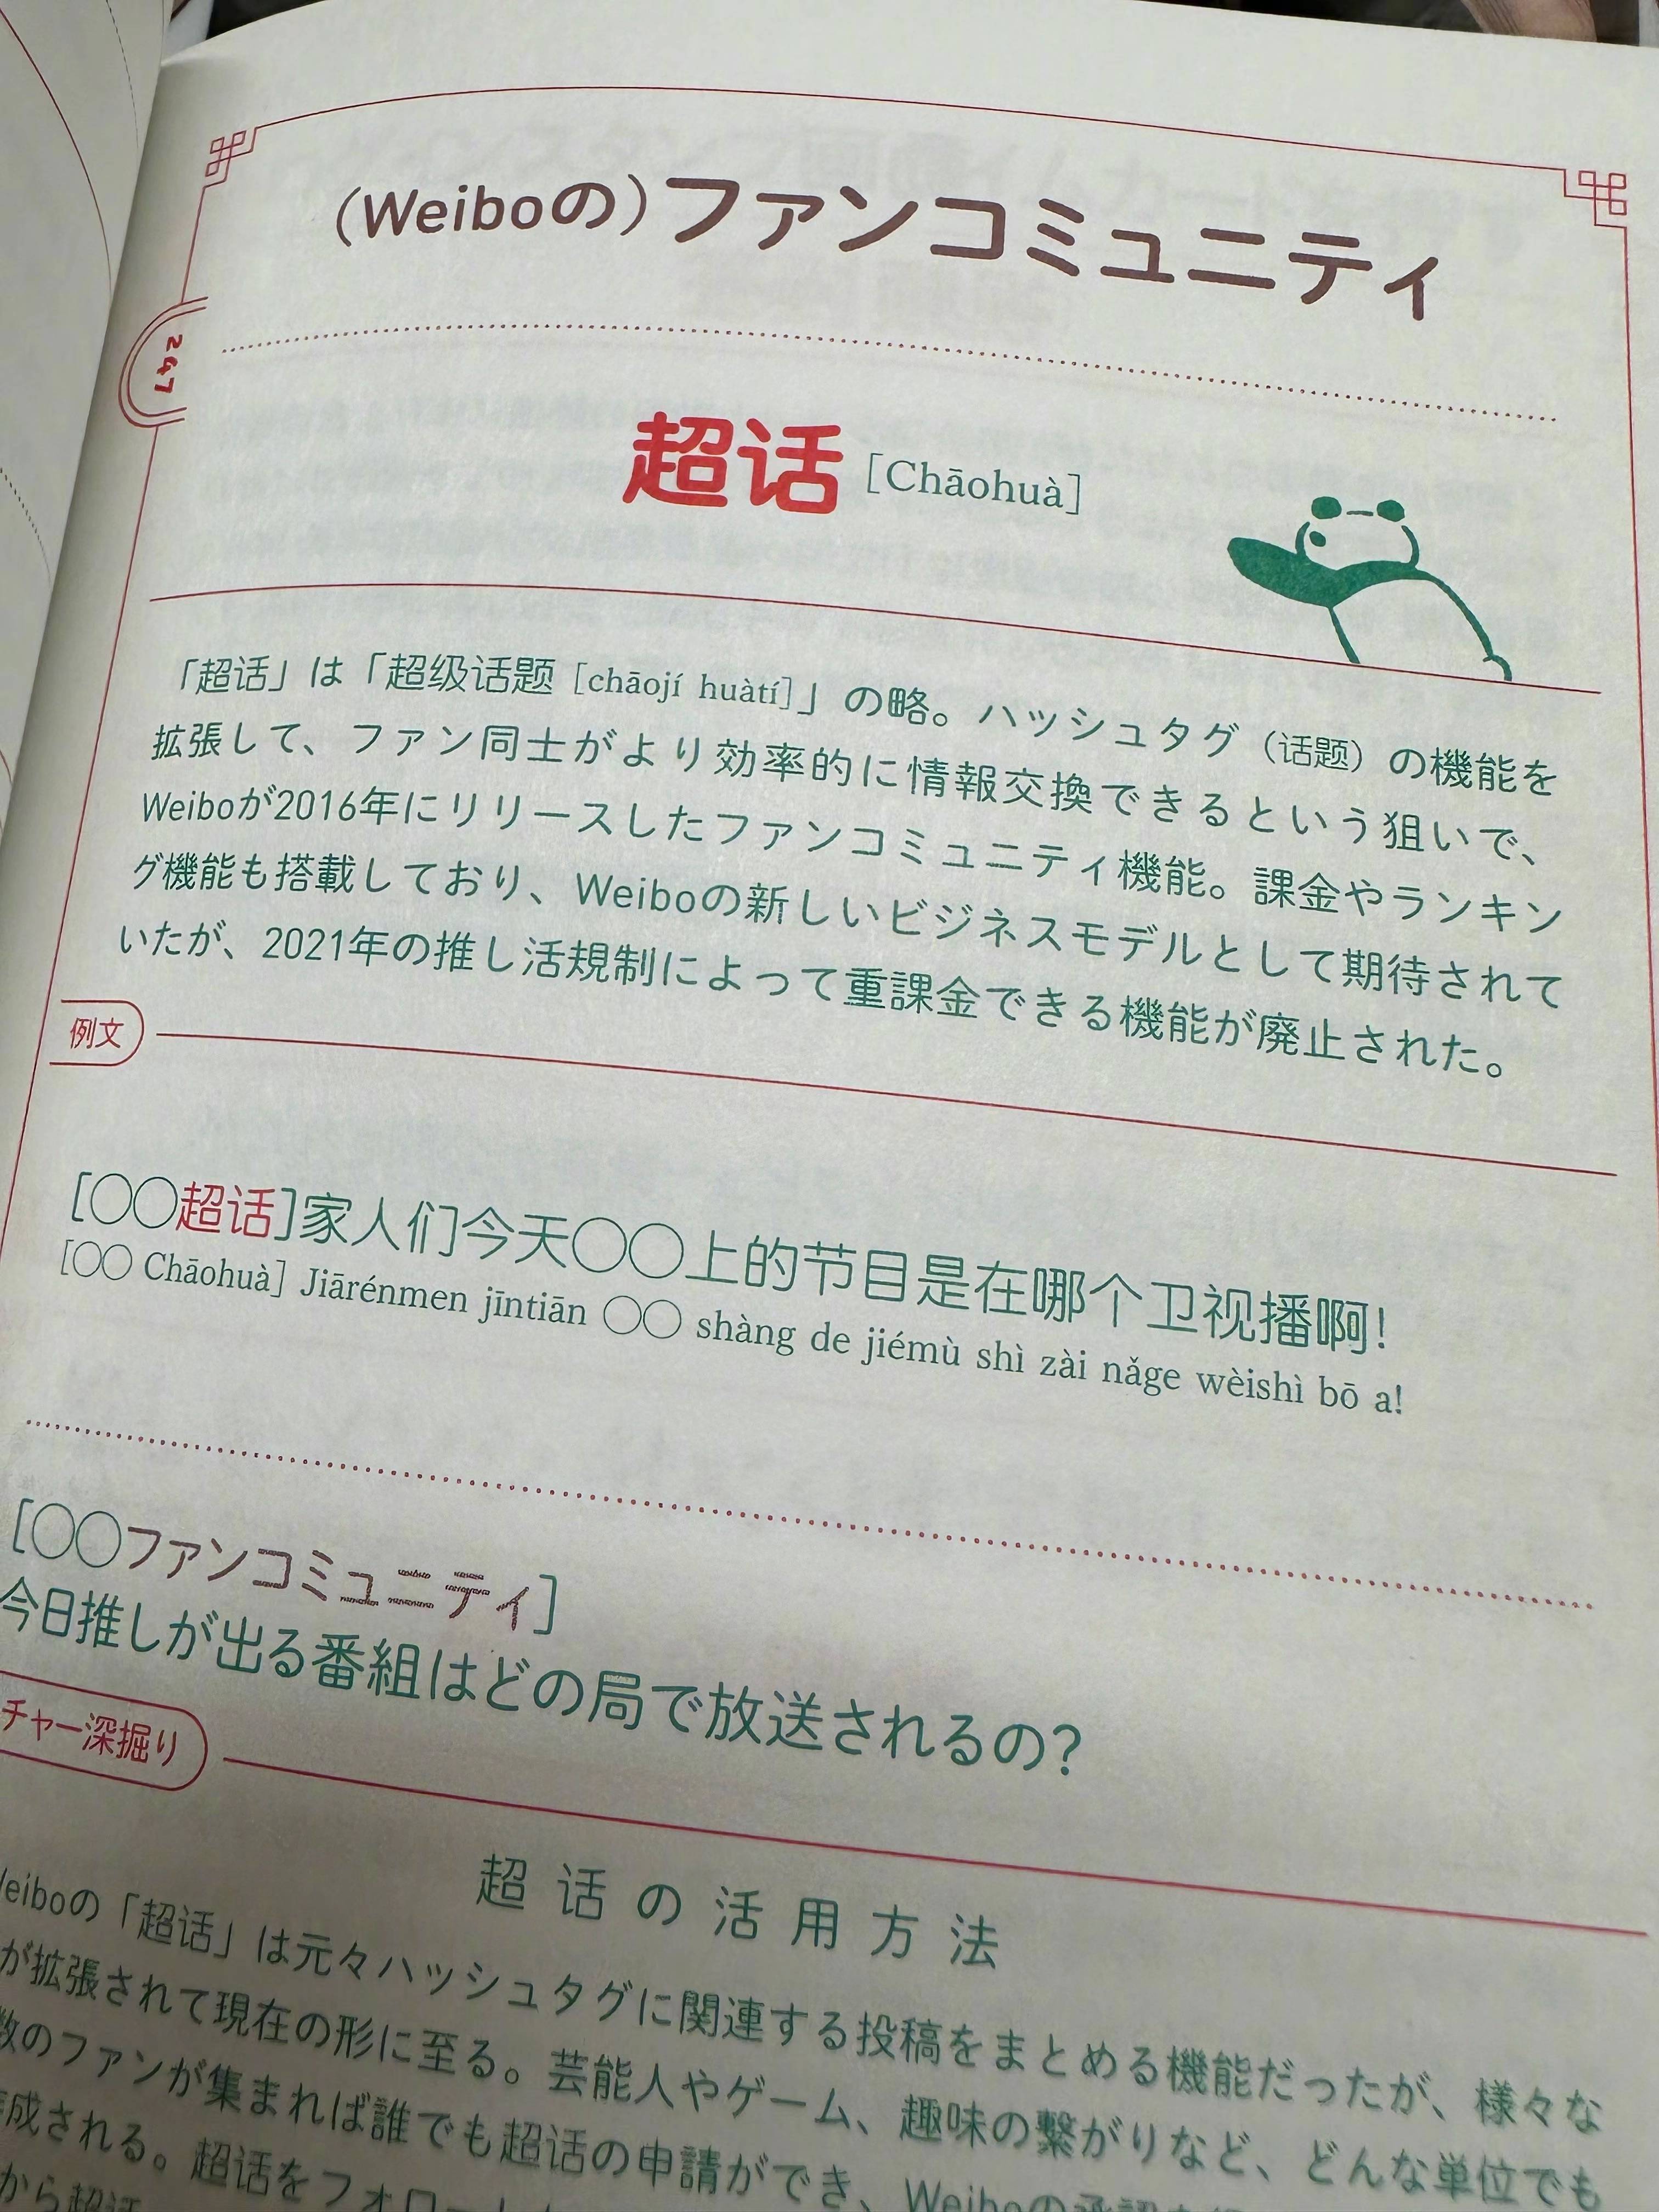 (Weiboの)ファンコミュニティ
247
超话 [Chāohuà]
「超话」は「超级话题 [chāojí huàtí]」の略。ハッシュタグ（话题）の機能を
拡張して、ファン同士がより効率的に情報交換できるという狙いで、
Weiboが2016年にリリースしたファンコミュニティ機能。課金やランキン
グ機能も搭載しており、Weiboの新しいビジネスモデルとして期待されて
いたが、2021年の推し活規制によって重課金できる機能が廃止された。
例文
[〇〇超话]家人们今天〇〇上的节目是在哪个卫视播啊!
[〇〇 Chāohuà] Jiārénmen jīntiān 〇〇 shàng de jiémù shì zài nǎge wèishì bō a!
[〇〇ファンコミュニティ]
今日推しが出る番組はどの局で放送されるの?
チャー深掘り
超话の活用方法
Weiboの「超话」は元々ハッシュタグに関連する投稿をまとめる機能だったが、様々な
が拡張されて現在の形に至る。芸能人やゲーム、趣味の繋がりなど、どんな単位でも
数のファンが集まれば誰でも超话の申請ができ、Weiboの承認を
成される。超话をフォロー
から超话